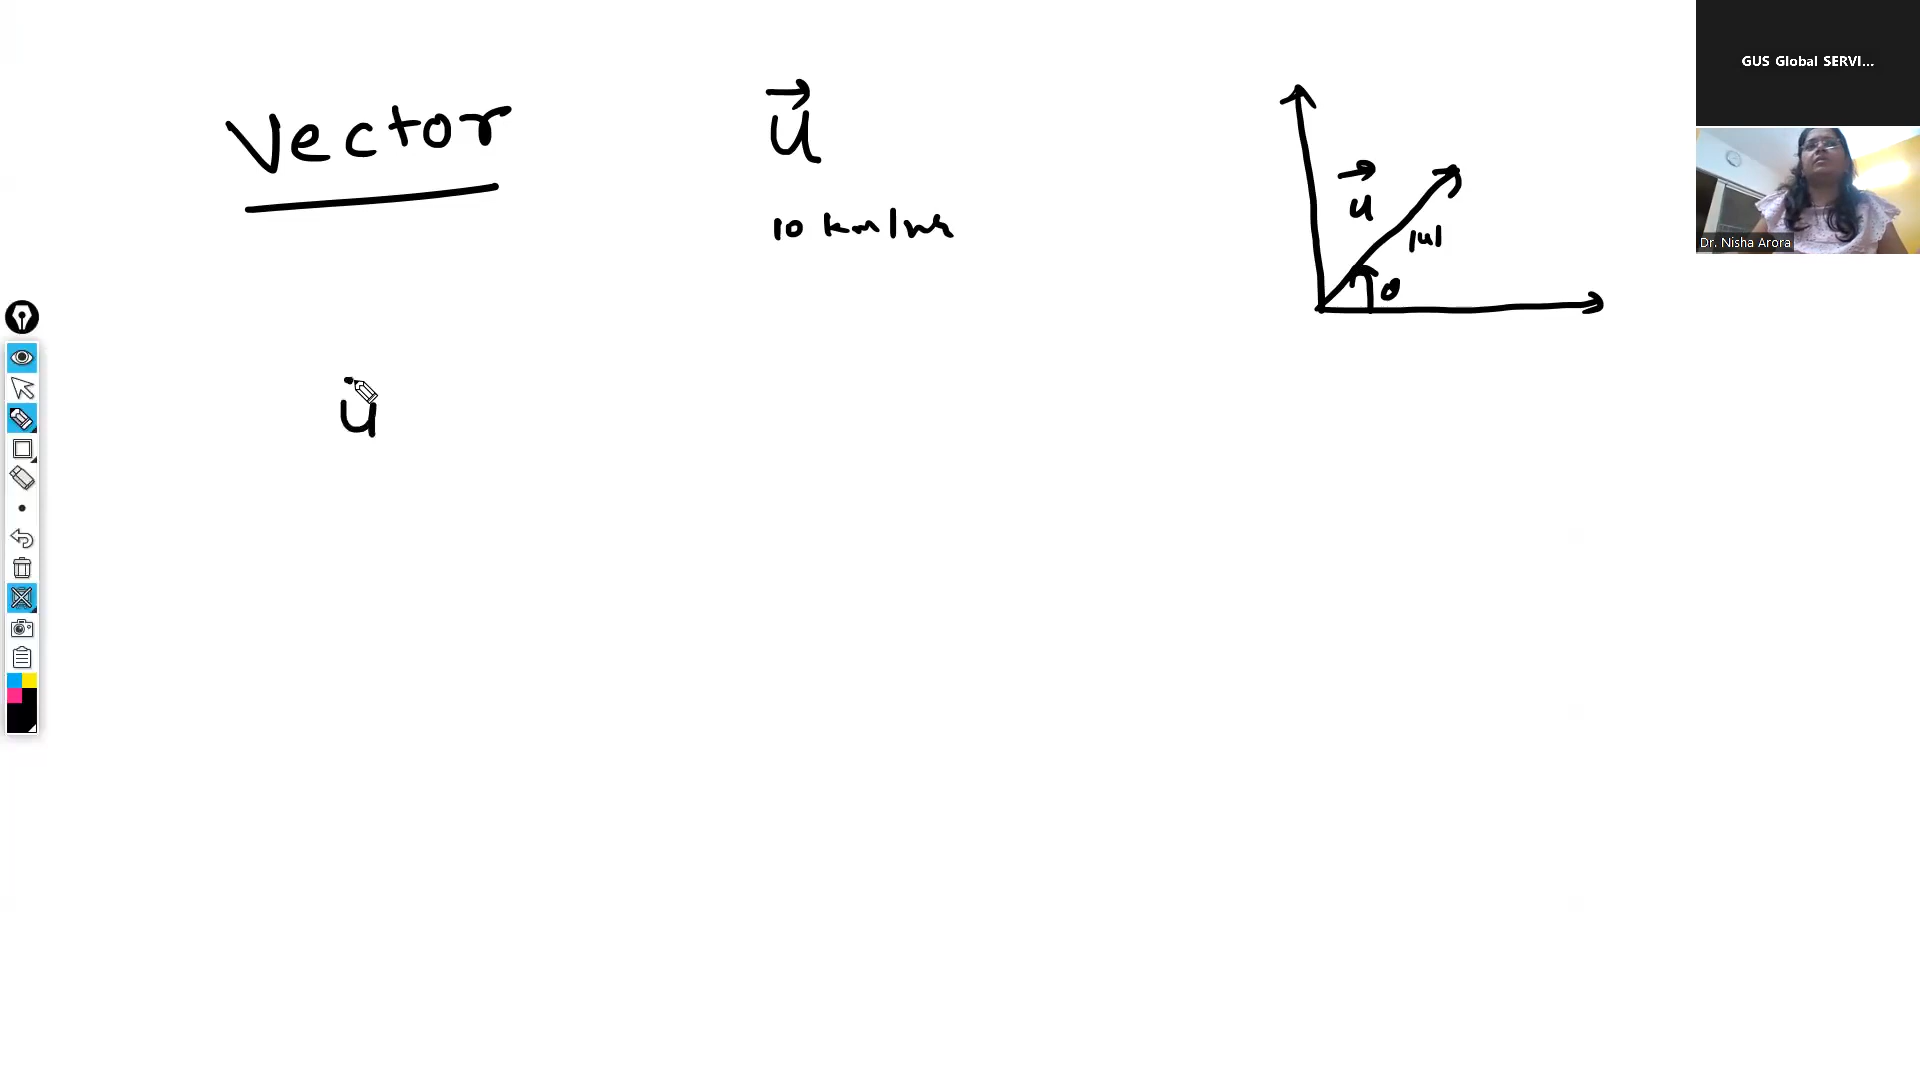 Vector
u
10 km/hr
u
|u|
θ
u
GUS Global SERVI...
Dr. Nisha Arora